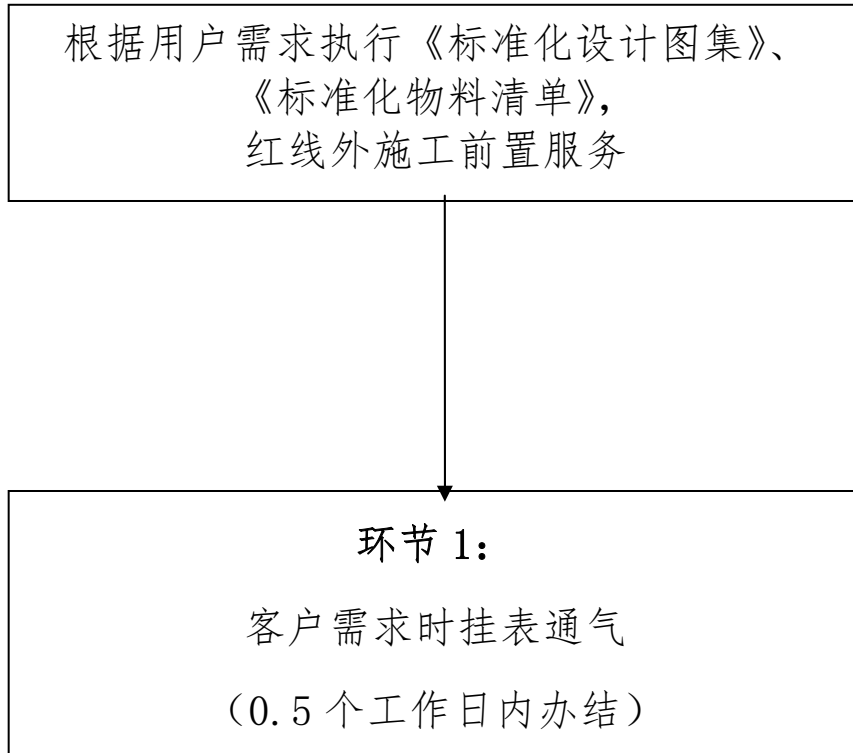 根据用户需求执行《标准化设计图集》、
《标准化物料清单》，
红线外施工前置服务
环节 1：
客户需求时挂表通气
（0.5 个工作日内办结）